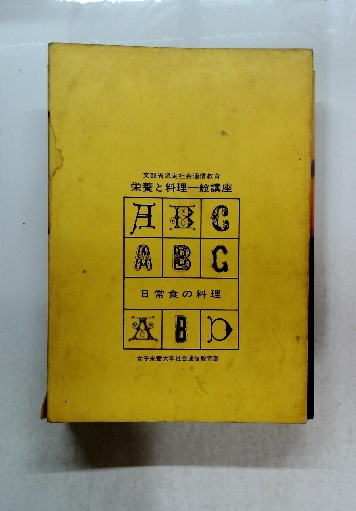 文部省認定社会通信教育
栄養と料理一般講座
A B C
A B C
日常食の料理
A B D
女子栄養大学社会通信教育部